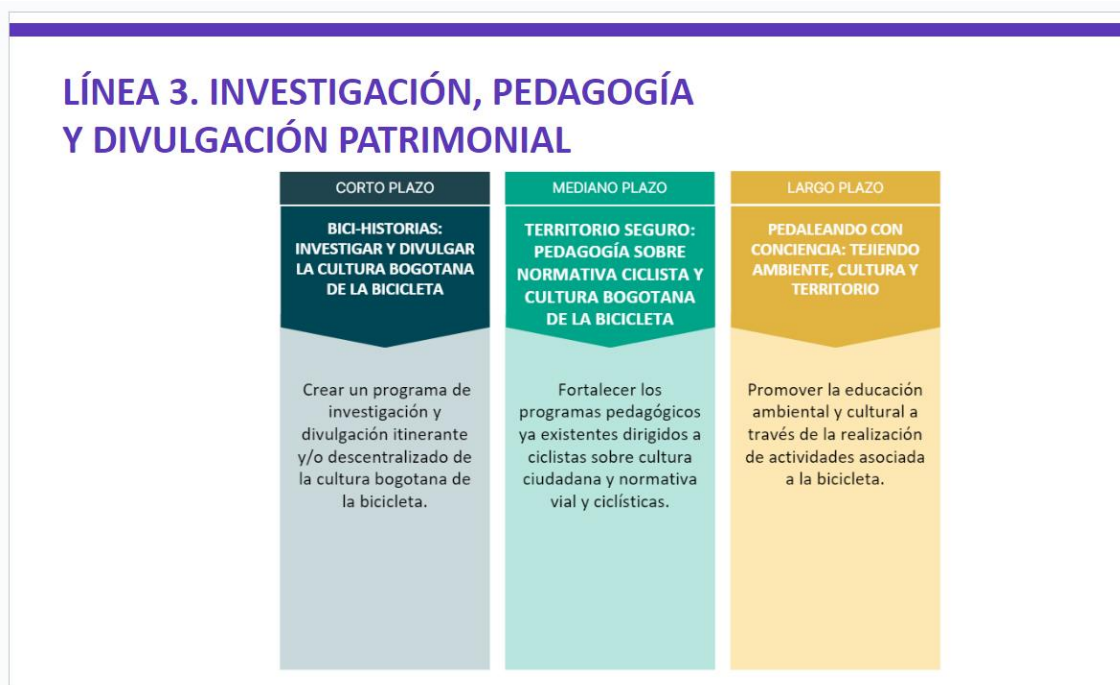 LÍNEA 3. INVESTIGACIÓN, PEDAGOGÍA
Y DIVULGACIÓN PATRIMONIAL
CORTO PLAZO
BICI-HISTORIAS:
INVESTIGAR Y DIVULGAR
LA CULTURA BOGOTANA
DE LA BICICLETA
Crear un programa de
investigación y
divulgación itinerante
y/o descentralizado de
la cultura bogotana de
la bicicleta.
MEDIANO PLAZO
TERRITORIO SEGURO:
PEDAGOGÍA SOBRE
NORMATIVA CICLISTA Y
CULTURA BOGOTANA
DE LA BICICLETA
Fortalecer los
programas pedagógicos
ya existentes dirigidos a
ciclistas sobre cultura
ciudadana y normativa
vial y ciclísticas.
LARGO PLAZO
PEDALEANDO CON
CONCIENCIA: TEJIENDO
AMBIENTE, CULTURA Y
TERRITORIO
Promover la educación
ambiental y cultural a
través de la realización
de actividades asociada
a la bicicleta.